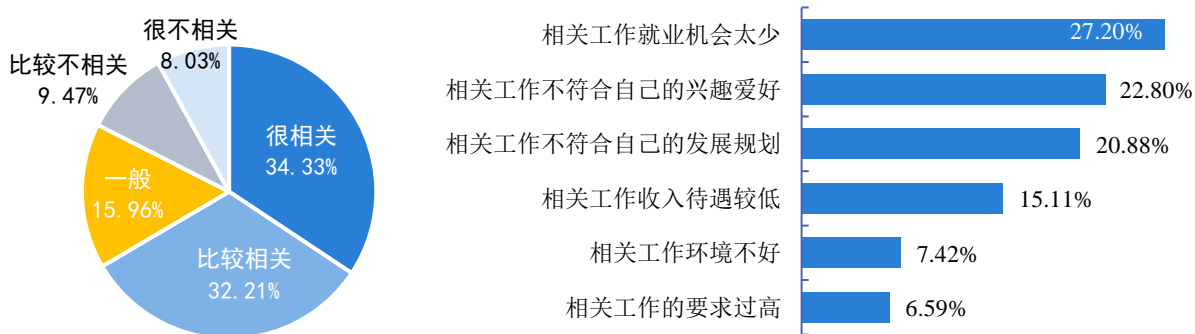 很不相关
8.03%
比较不相关
9.47%
很相关
34.33%
一般
15.96%
比较相关
32.21%
相关工作就业机会太少
27.20%
相关工作不符合自己的兴趣爱好
22.80%
相关工作不符合自己的发展规划
20.88%
相关工作收入待遇较低
15.11%
相关工作环境不好
7.42%
相关工作的要求过高
6.59%